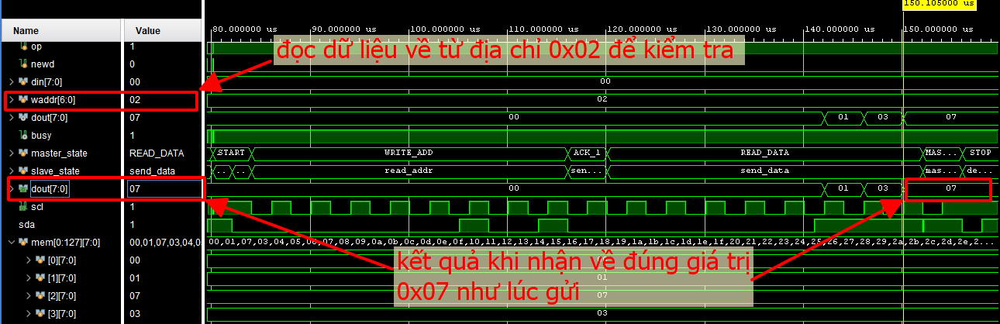 150.105000 us
Name Value
80.000000 us 90.000000 us 100.000000 us 110.000000 us 120.000000 us 130.000000 us 140.000000 us 150.000000 us
op 1
đọc dữ liệu về từ địa chỉ 0x02 để kiểm tra
newd 0
din[7:0] 00 00
waddr[6:0] 02 02
dout[7:0] 07 00 01 03 07
busy 1
master_state READ_DATA START WRITE_ADD ACK_1 READ_DATA MAS... STOP
slave_state send_data .. .. read_addr sen... send_data mas... de...
dout[7:0] 07 00 01 03 07
scl 1
sda 1
mem[0:127][7:0] 00,01,07,03,04,0 00,01,07,03,04,05,06,07,08,09,0a,0b,0c,0d,0e,0f,10,11,12,13,14,15,16,17,18,19,1a,1b,1c,1d,1e,1f,20,21,22,23,24,25,26,27,28,29,2a,2b,2c,2d,2e,2...
kết quả khi nhận về đúng giá trị
0x07 như lúc gửi
[0][7:0] 00
[1][7:0] 01 01
[2][7:0] 07 07
[3][7:0] 03 03